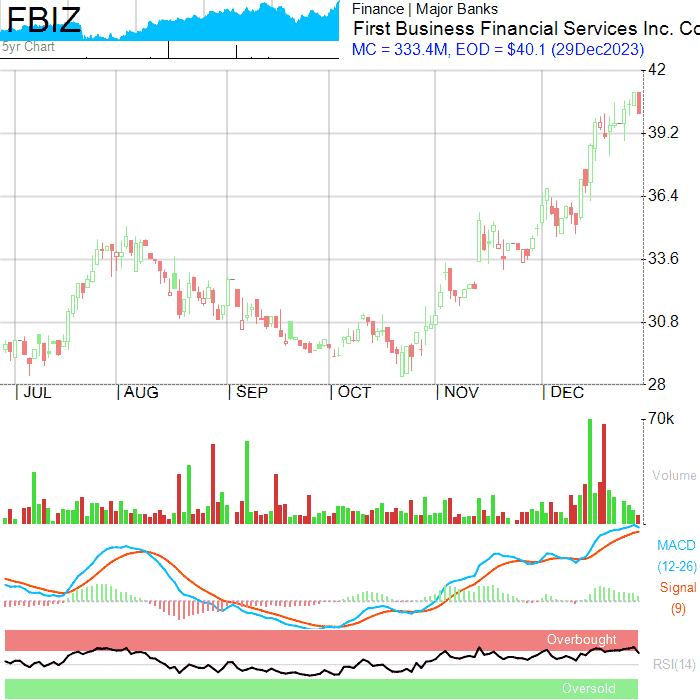 FBIZ
5yr Chart
Finance | Major Banks
First Business Financial Services Inc. Co
MC = 333.4M, EOD = $40.1 (29Dec2023)
42
39.2
36.4
33.6
30.8
28
JUL AUG SEP OCT NOV DEC
70k
Volume
MACD
(12-26)
Signal
(9)
Overbought
RSI(14)
Oversold